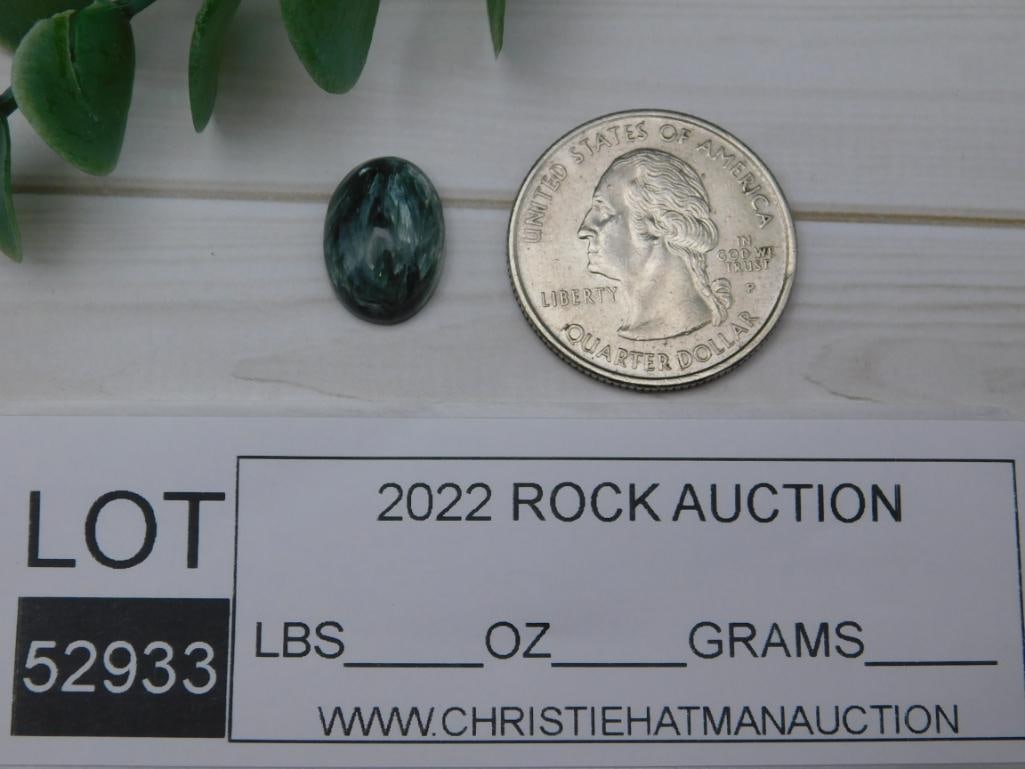 UNITED STATES OF AMERICA
IN
GOD WE
TRUST
P
LIBERTY
QUARTER DOLLAR
LOT
52933
2022 ROCK AUCTION
LBS_____OZ_____GRAMS_____
WWW.CHRISTIEHATMANAUCTION